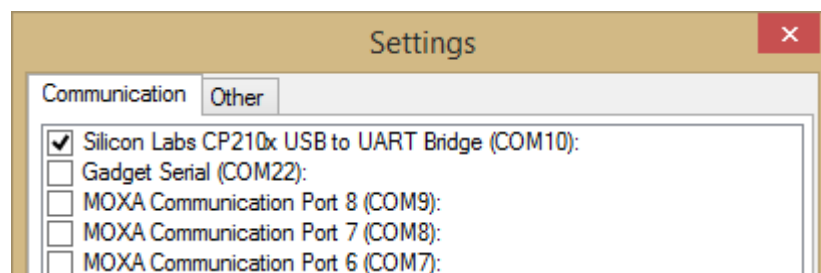 Settings
Communication Other
Silicon Labs CP210x USB to UART Bridge (COM10):
Gadget Serial (COM22):
MOXA Communication Port 8 (COM9):
MOXA Communication Port 7 (COM8):
MOXA Communication Port 6 (COM7):